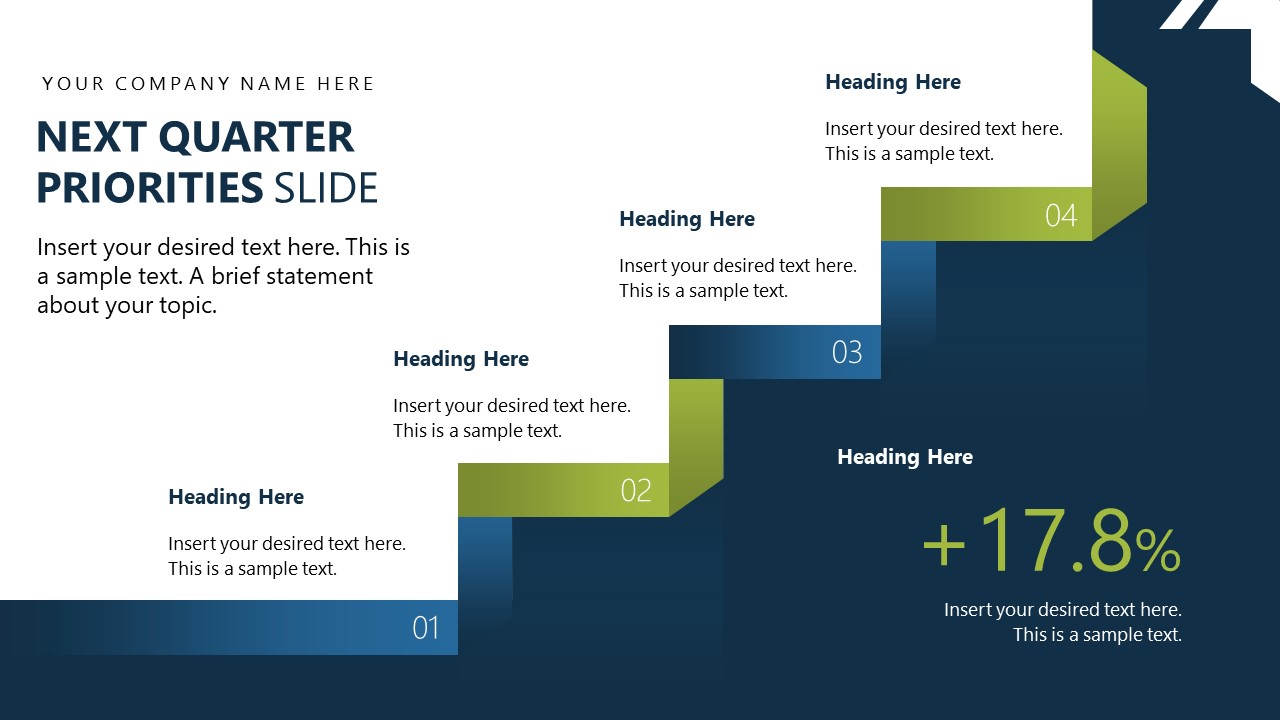 YOUR COMPANY NAME HERE
NEXT QUARTER
PRIORITIES SLIDE
Insert your desired text here. This is
a sample text. A brief statement
about your topic.
Heading Here
Insert your desired text here.
This is a sample text.
01
Heading Here
Insert your desired text here.
This is a sample text.
02
Heading Here
Insert your desired text here.
This is a sample text.
03
Heading Here
Insert your desired text here.
This is a sample text.
04
Heading Here
+17.8%
Insert your desired text here.
This is a sample text.